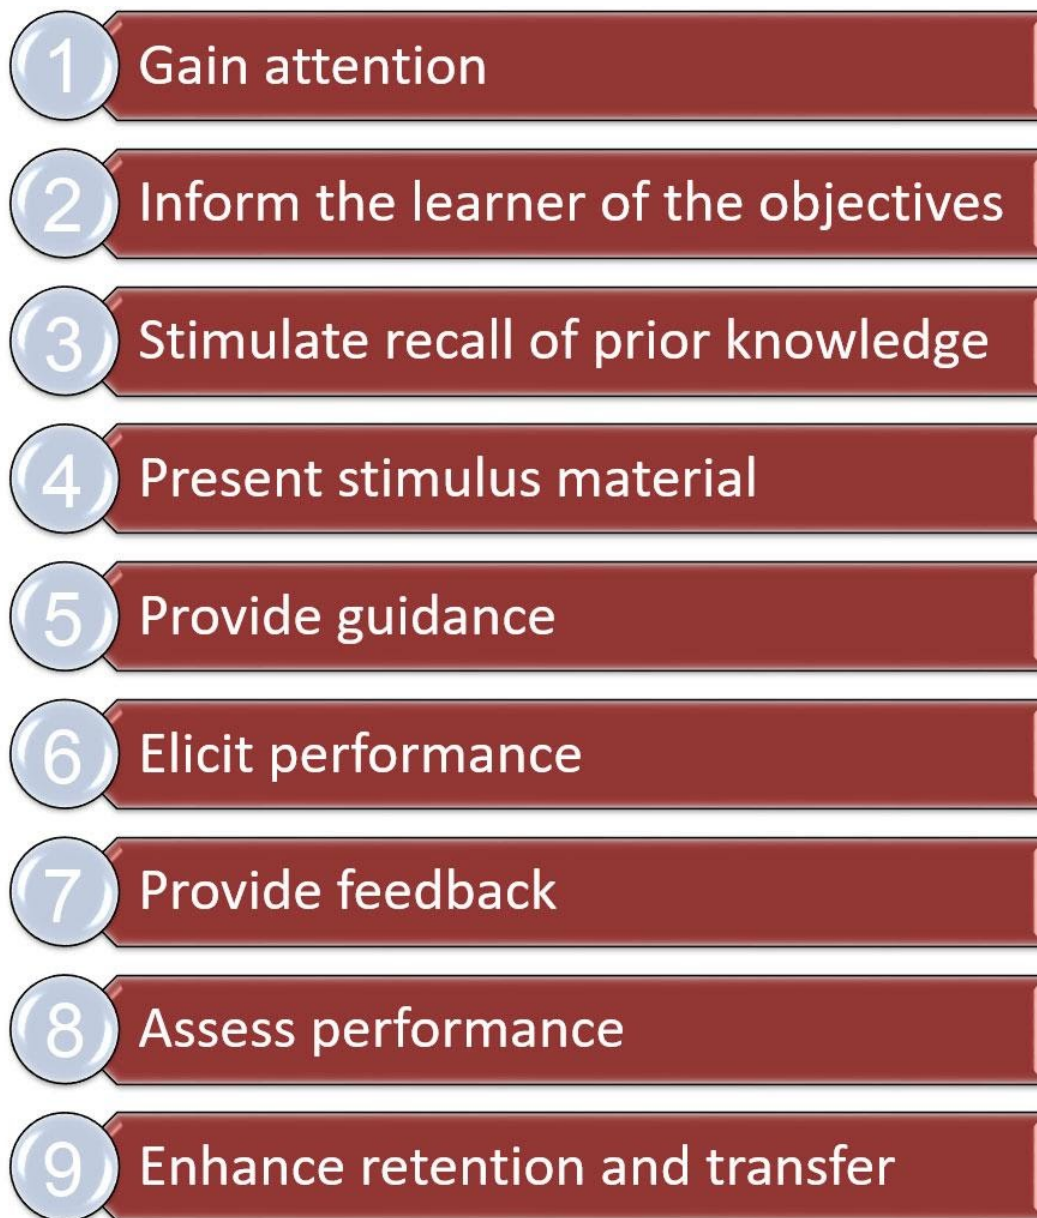 1 Gain attention
2 Inform the learner of the objectives
3 Stimulate recall of prior knowledge
4 Present stimulus material
5 Provide guidance
6 Elicit performance
7 Provide feedback
8 Assess performance
9 Enhance retention and transfer